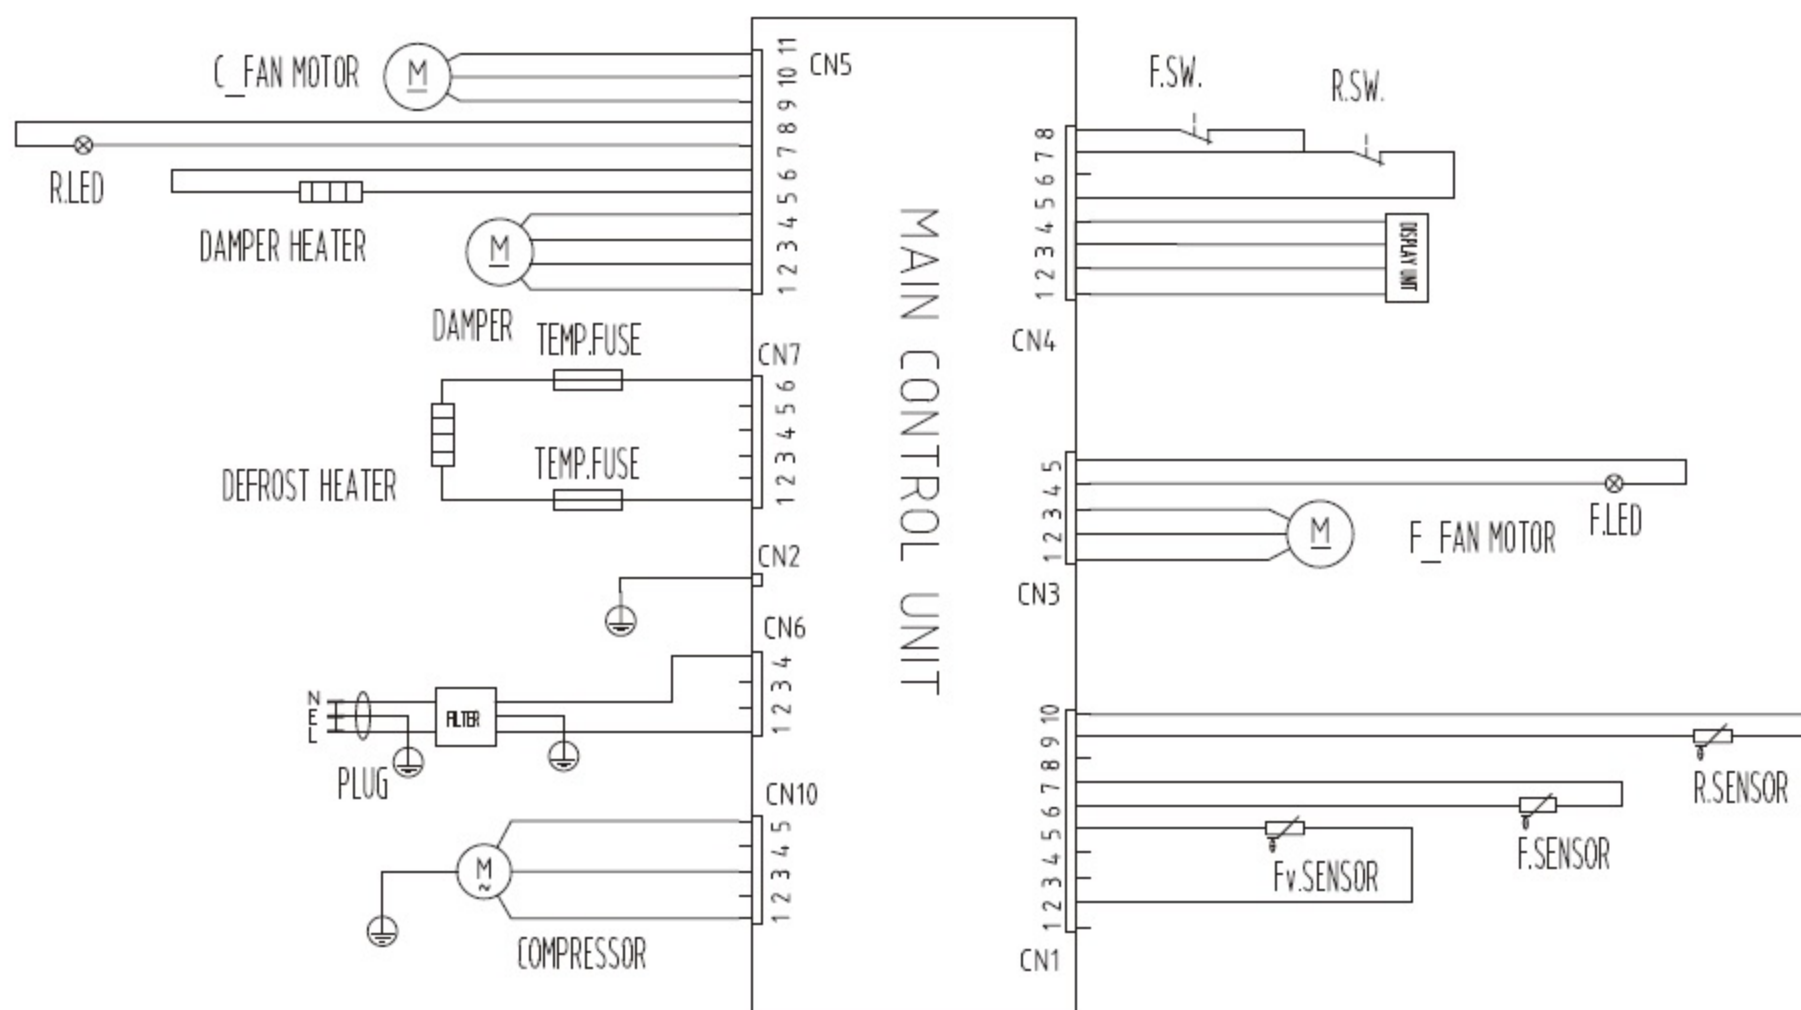 C_FAN MOTOR
M
11
10
9
8
7
6
5
4
3
2
1
CN5
R.LED
DAMPER HEATER
M
DAMPER
TEMP.FUSE
CN7
6
5
4
3
2
1
DEFROST HEATER
TEMP.FUSE
CN2
CN6
4
3
2
1
N
E
L
FILTER
PLUG
CN10
5
4
3
2
1
M
~
COMPRESSOR
MAIN CONTROL UNIT
F.SW.
R.SW.
8
7
6
5
4
3
2
1
DISPLAY UNIT
CN4
5
4
3
2
1
M
F_FAN MOTOR
F.LED
CN3
10
9
8
7
6
5
4
3
2
1
R.SENSOR
F.SENSOR
Fv.SENSOR
CN1